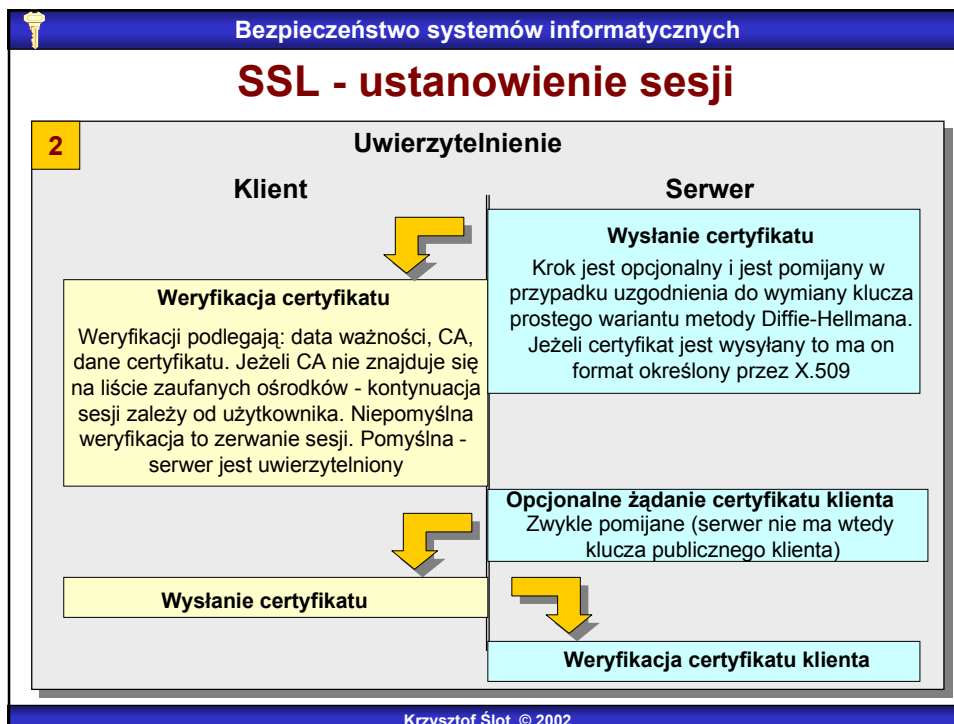 Bezpieczeństwo systemów informatycznych
SSL - ustanowienie sesji
2
Uwierzytelnienie
Klient
Serwer
Wysłanie certyfikatu
Krok jest opcjonalny i jest pomijany w
przypadku uzgodnienia do wymiany klucza
prostego wariantu metody Diffie-Hellmana.
Jeżeli certyfikat jest wysyłany to ma on
format określony przez X.509
Weryfikacja certyfikatu
Weryfikacji podlegają: data ważności, CA,
dane certyfikatu. Jeżeli CA nie znajduje się
na liście zaufanych ośrodków - kontynuacja
sesji zależy od użytkownika. Niepomyślna
weryfikacja to zerwanie sesji. Pomyślna -
serwer jest uwierzytelniony
Opcjonalne żądanie certyfikatu klienta
Zwykle pomijane (serwer nie ma wtedy
klucza publicznego klienta)
Wysłanie certyfikatu
Weryfikacja certyfikatu klienta
Krzysztof Ślot © 2002